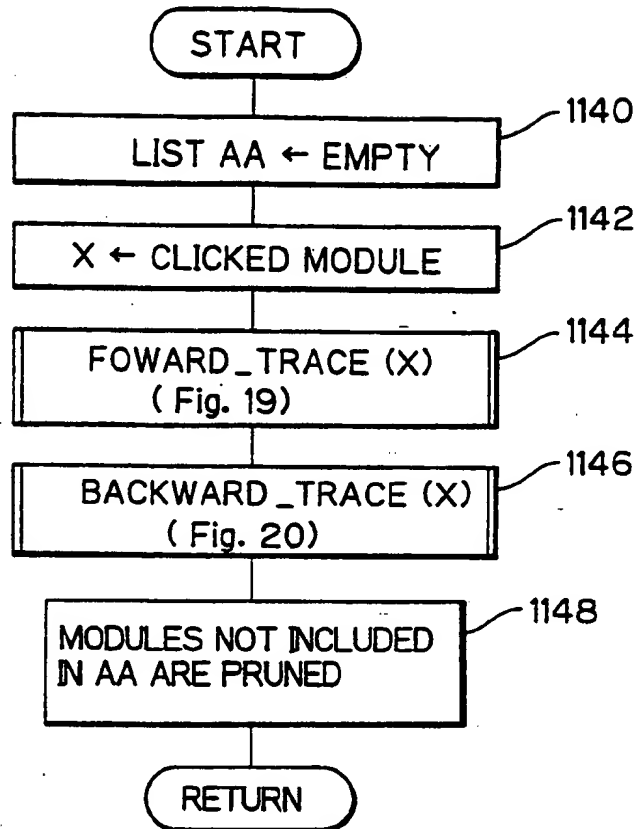 START
1140
LIST AA ← EMPTY
1142
X ← CLICKED MODULE
1144
FOWARD_TRACE (X)
(Fig. 19)
1146
BACKWARD_TRACE (X)
(Fig. 20)
1148
MODULES NOT INCLUDED
IN AA ARE PRUNED
RETURN